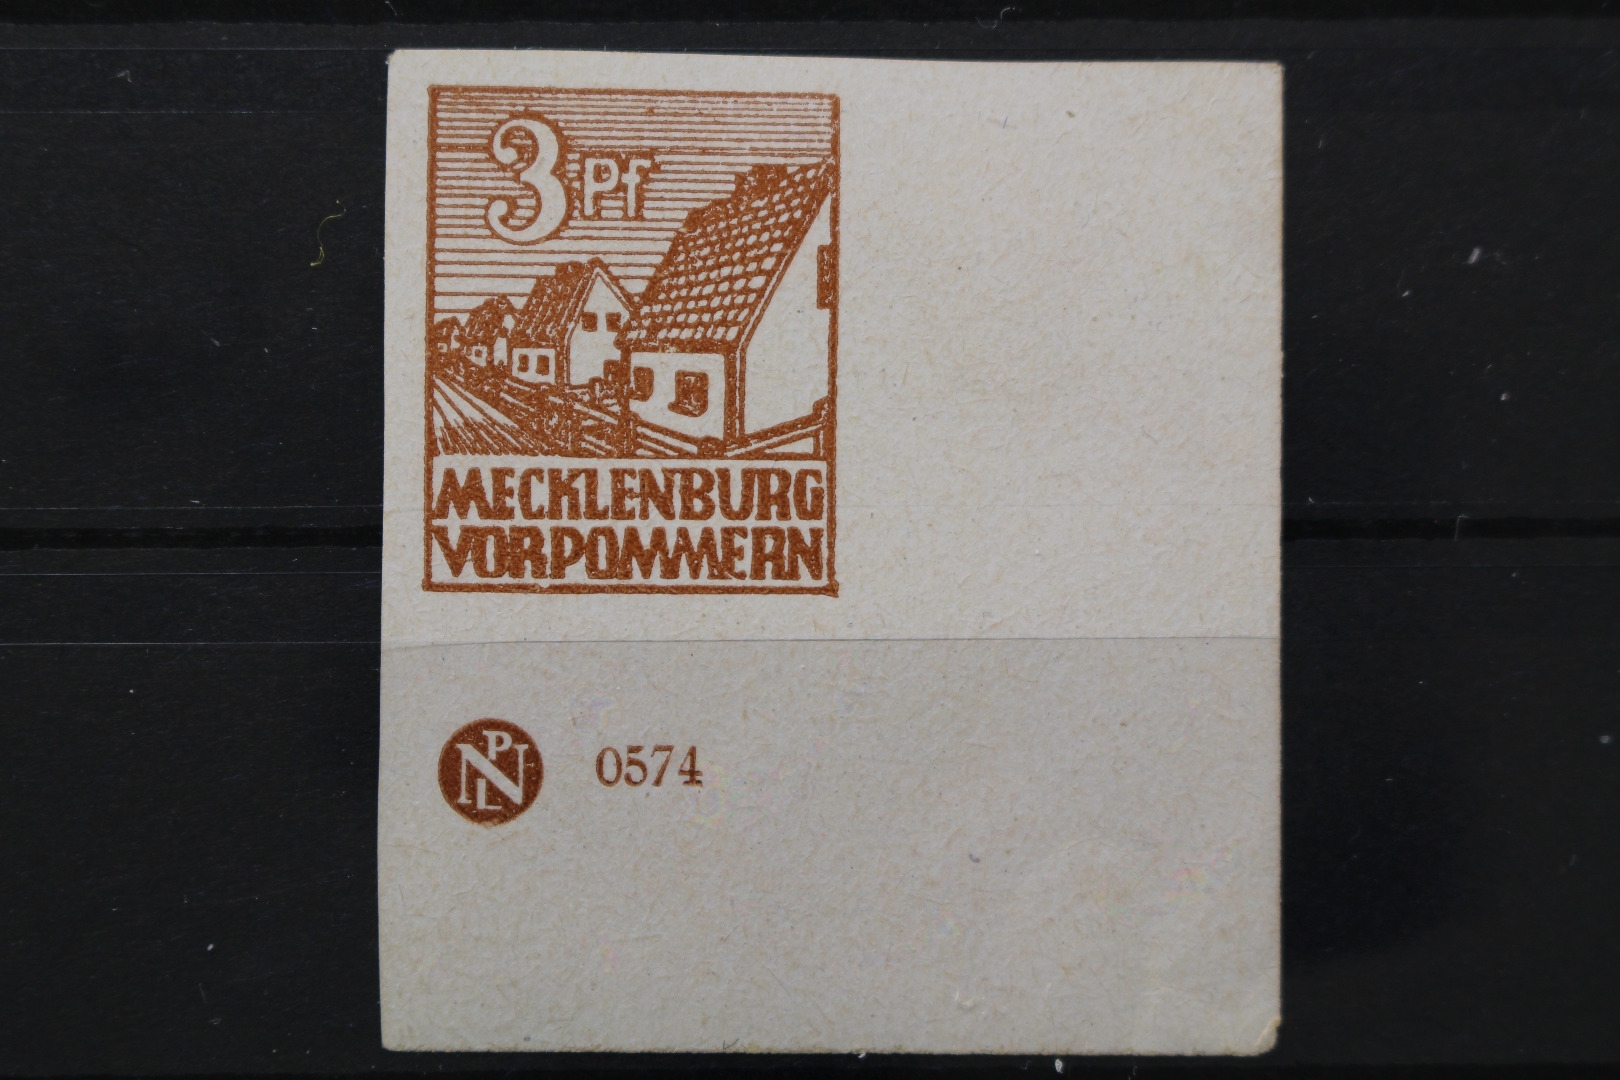 3 Pf
MECKLENBURG
VORPOMMERN
NPL 0574